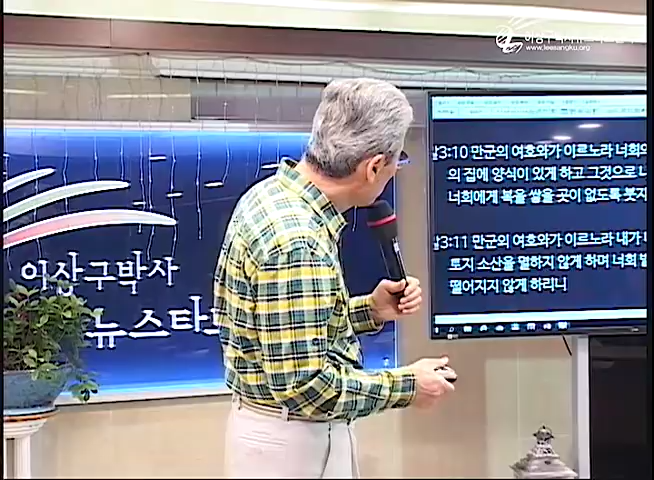 www.leesangku.org
3:10 만군의 여호와가 이르노라 너희의
의 집에 양식이 있게 하고 그것으로
너희에게 복을 쌓을 곳이 없도록 붓지
3:11 만군의 여호와가 이르노라 내가
토지 소산을 멸하지 않게 하며 너희
떨어지지 않게 하리니
이상구박사
뉴스타트